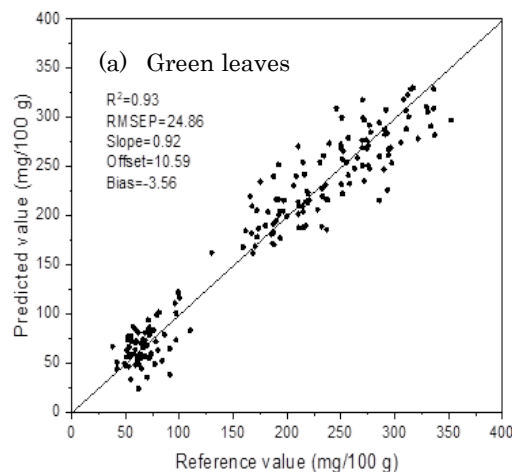 (a) Green leaves
R²=0.93
RMSEP=24.86
Slope=0.92
Offset=10.59
Bias=-3.56
Predicted value (mg/100 g)
400
350
300
250
200
150
100
50
0
0 50 100 150 200 250 300 350 400
Reference value (mg/100 g)